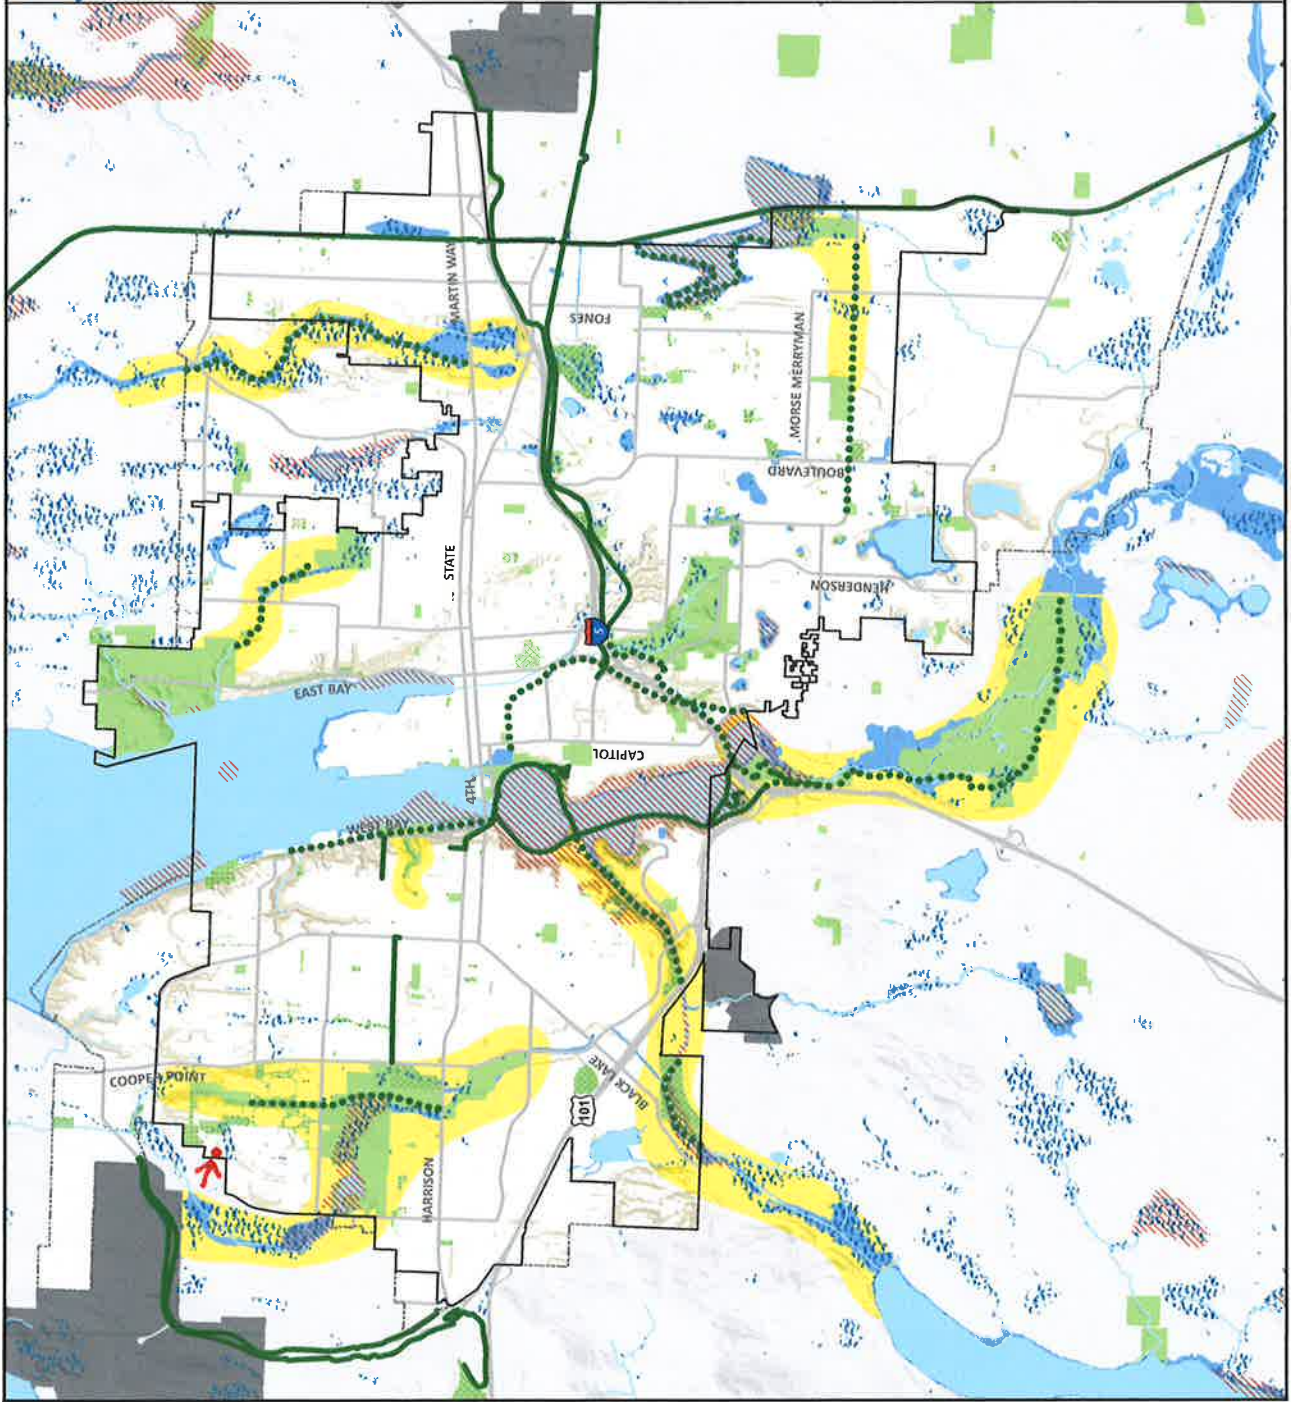 MARTIN WAY
FONES
MORSE MERRYMAN
BOULEVARD
STATE
HENDERSON
5
EAST BAY
CAPITOL
4TH
WEST BAY
COOPER POINT
BLACK LAKE
101
HARRISON